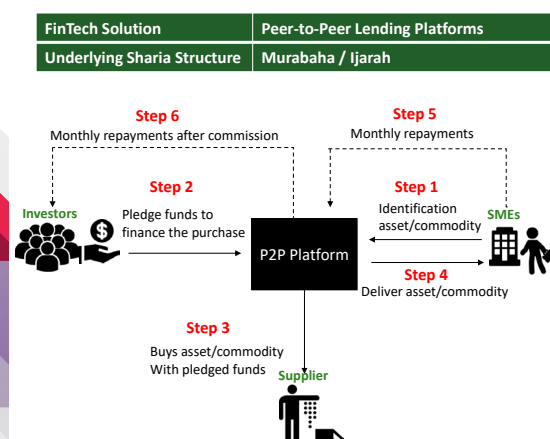 FinTech Solution Peer-to-Peer Lending Platforms
Underlying Sharia Structure Murabaha / Ijarah
Step 6
Monthly repayments after commission
Step 5
Monthly repayments
Step 2
Step 1
Investors
Pledge funds to
finance the purchase
$
Identification
asset/commodity
SMEs
P2P Platform
Step 4
Deliver asset/commodity
Step 3
Buys asset/commodity
With pledged funds
Supplier